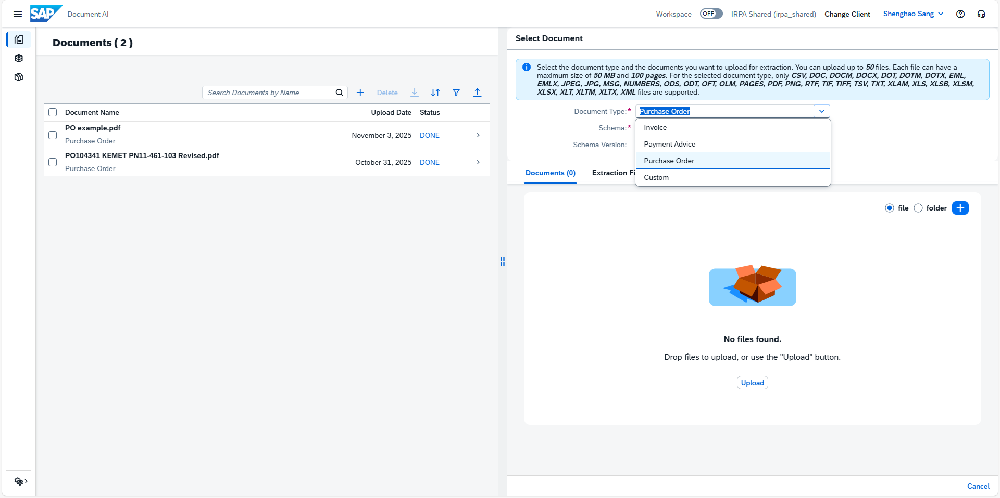 SAP Document AI
Workspace OFF IRPA Shared (irpa_shared) Change Client Shenghao Sang
Documents ( 2 )
Search Documents by Name
Delete
Document Name Upload Date Status
PO example.pdf
Purchase Order
November 3, 2025 DONE
PO104341 KEMET PN11-461-103 Revised.pdf
Purchase Order
October 31, 2025 DONE
Select Document
Select the document type and the documents you want to upload for extraction. You can upload up to 50 files. Each file can have a
maximum size of 50 MB and 100 pages. For the selected document type, only CSV, DOC, DOCM, DOCX, DOT, DOTM, DOTX, EML,
EMLX, JPEG, JPG, MSG, NUMBERS, ODS, ODT, OFT, OLM, PAGES, PDF, PNG, RTF, TIF, TIFF, TSV, TXT, XLAM, XLS, XLSB, XLSM,
XLSX, XLT, XLTM, XLTX, XML files are supported.
Document Type:* Purchase Order
Schema:*
Schema Version:
Invoice
Payment Advice
Purchase Order
Custom
Documents (0) Extraction Fi
file folder
No files found.
Drop files to upload, or use the "Upload" button.
Upload
Cancel